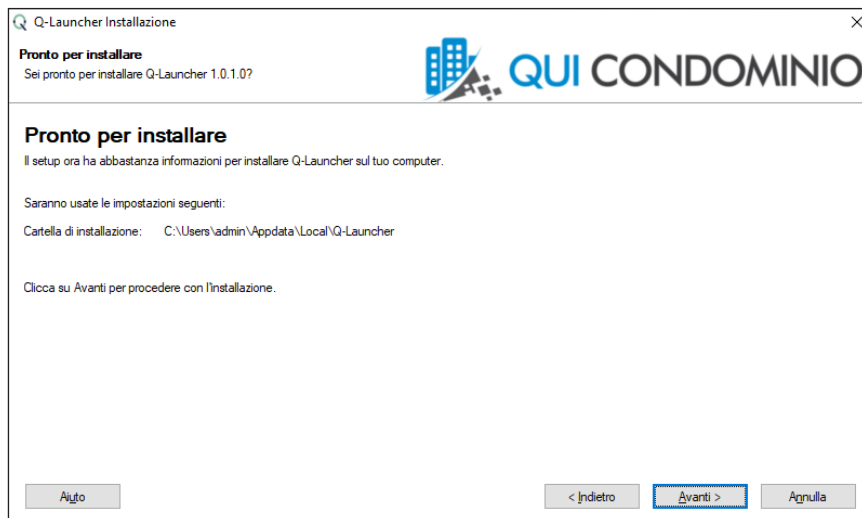 Q-Launcher Installazione
Pronto per installare
Sei pronto per installare Q-Launcher 1.0.1.0?
QUI CONDOMINIO
Pronto per installare
Il setup ora ha abbastanza informazioni per installare Q-Launcher sul tuo computer.
Saranno usate le impostazioni seguenti:
Cartella di installazione: C:\Users\admin\Appdata\Local\Q-Launcher
Clicca su Avanti per procedere con l'Installazione.
Aiuto
< Indietro
Avanti >
Annulla